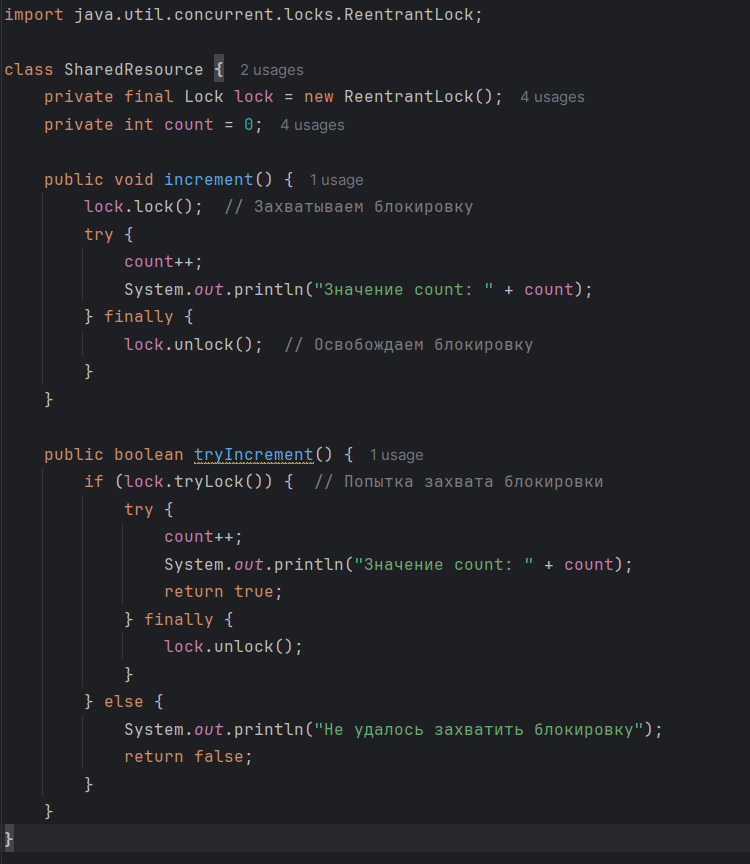 import java.util.concurrent.locks.ReentrantLock;
class SharedResource { 2 usages
private final Lock lock = new ReentrantLock(); 4 usages
private int count = 0; 4 usages
public void increment() { 1 usage
lock.lock(); // Захватываем блокировку
try {
count++;
System.out.println("Значение count: " + count);
} finally {
lock.unlock(); // Освобождаем блокировку
}
}
public boolean tryIncrement() { 1 usage
if (lock.tryLock()) { // Попытка захвата блокировки
try {
count++;
System.out.println("Значение count: " + count);
return true;
} finally {
lock.unlock();
}
} else {
System.out.println("Не удалось захватить блокировку");
return false;
}
}
}